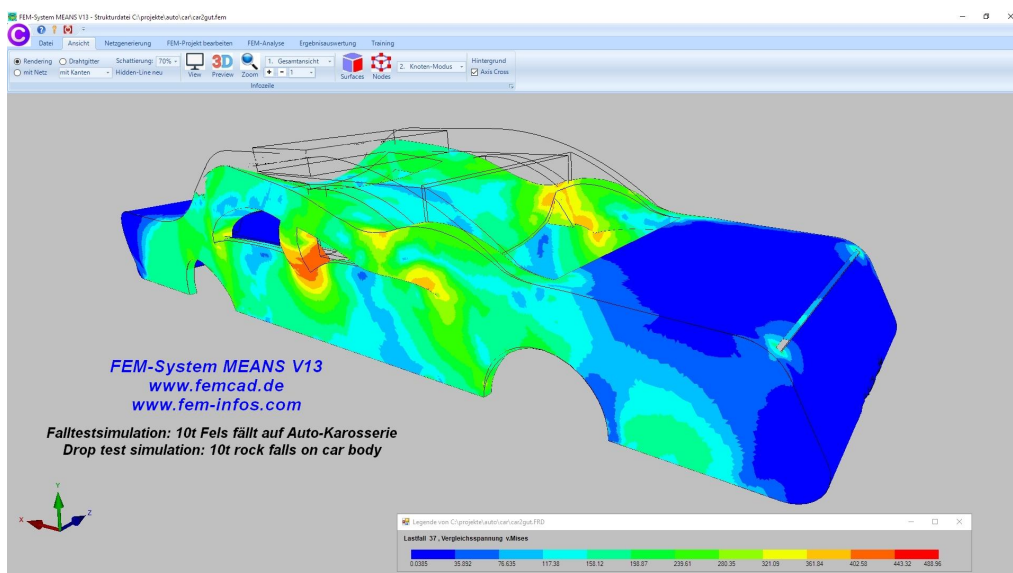 FEM-System MEANS V13 - Strukturdatei C:\projekte\auto\car\car2gut.fem
Datei Ansicht Netzgenerierung FEM-Projekt bearbeiten FEM-Analyse Ergebnisauswertung Training
Rendering Drahtgitter Schattierung: 70% 1. Gesamtansicht Hintergrund
mit Netz mit Kanten Hidden-Line neu View Preview Zoom + - 1 Surfaces Nodes 2. Knoten-Modus Axis Cross
Infozeile
FEM-System MEANS V13
www.femcad.de
www.fem-infos.com
Falltestsimulation: 10t Fels fällt auf Auto-Karosserie
Drop test simulation: 10t rock falls on car body
Y
X Z
Legende von C:\projekte\auto\car\car2gut.FRD
Lastfall 37 , Vergleichsspannung v.Mises
0.0385 35.892 76.635 117.38 158.12 198.87 239.61 280.35 321.09 361.84 402.58 443.32 488.96